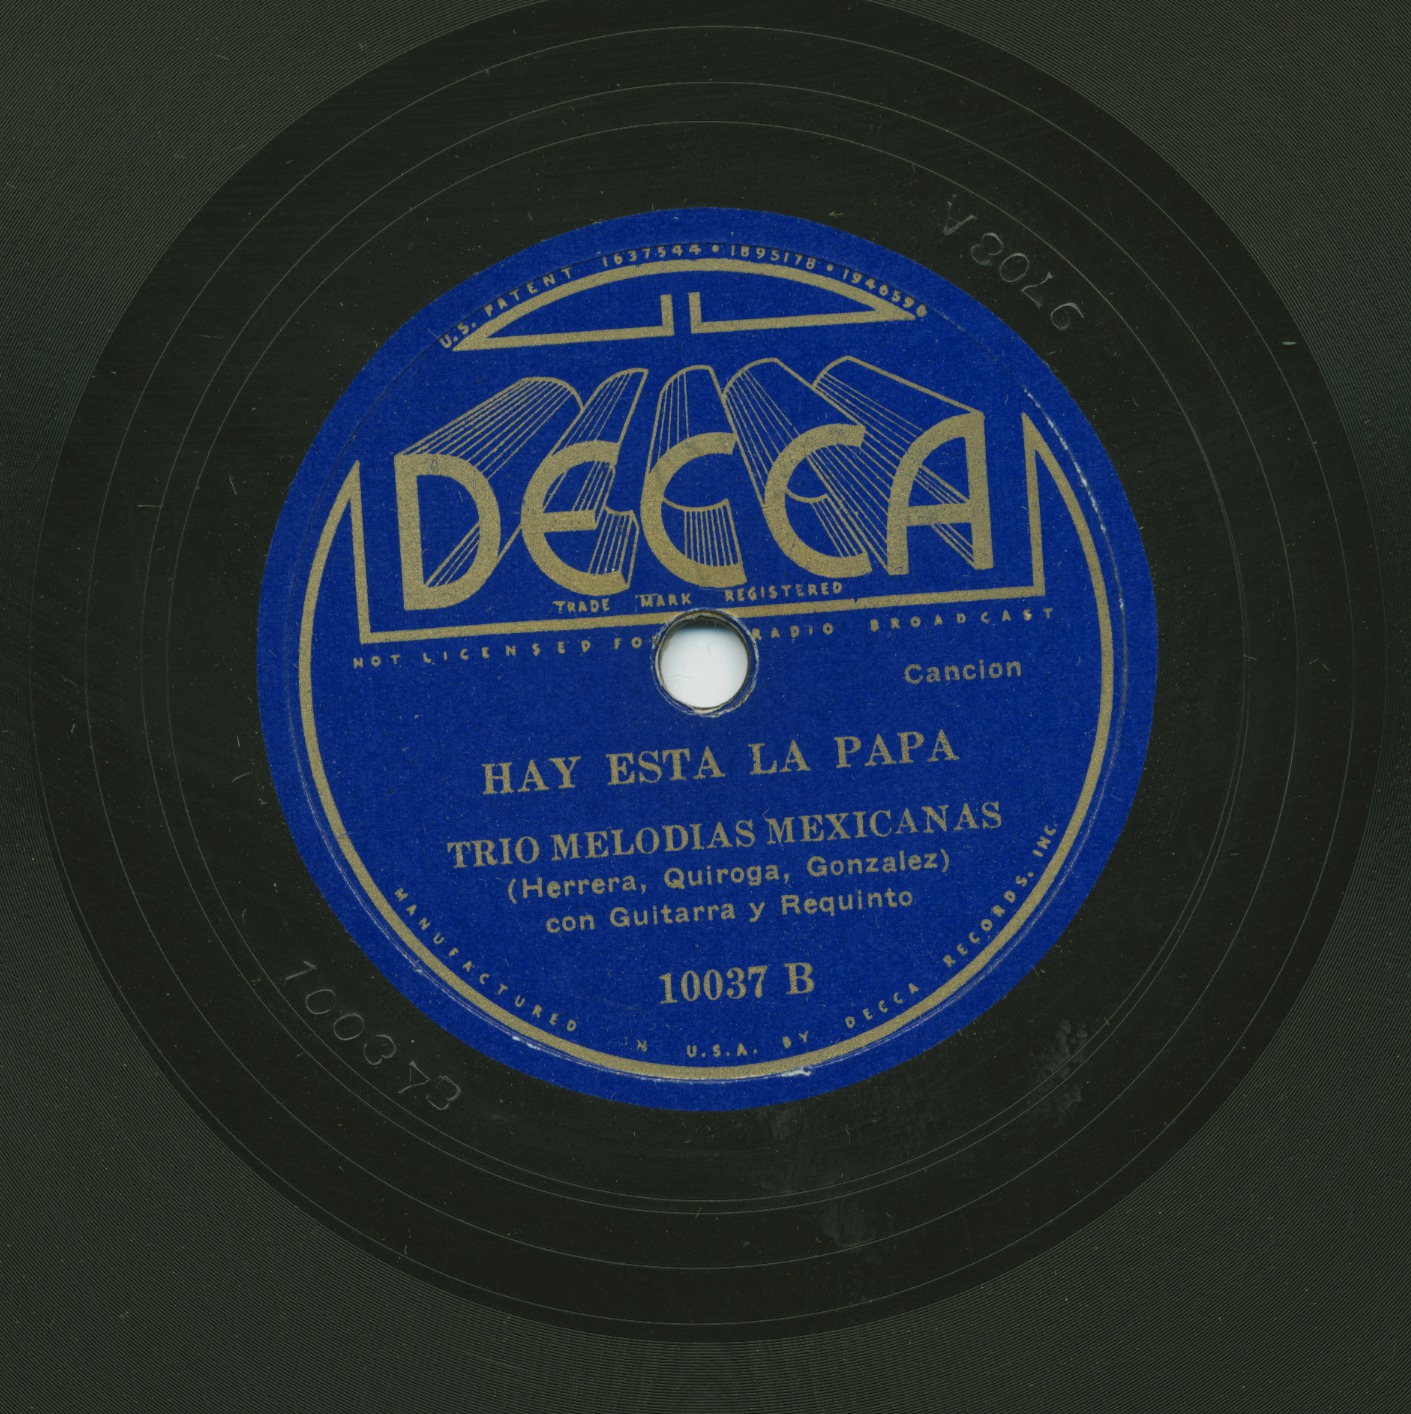 U.S. PATENT 1637544 • 1895178 • 1946596
DECCA
TRADE MARK REGISTERED
NOT LICENSED FOR RADIO BROADCAST
Cancion
HAY ESTA LA PAPA
TRIO MELODIAS MEXICANAS
(Herrera, Quiroga, Gonzalez)
con Guitarra y Requinto
10037 B
MANUFACTURED IN U.S.A. BY DECCA RECORDS, INC.
10037B